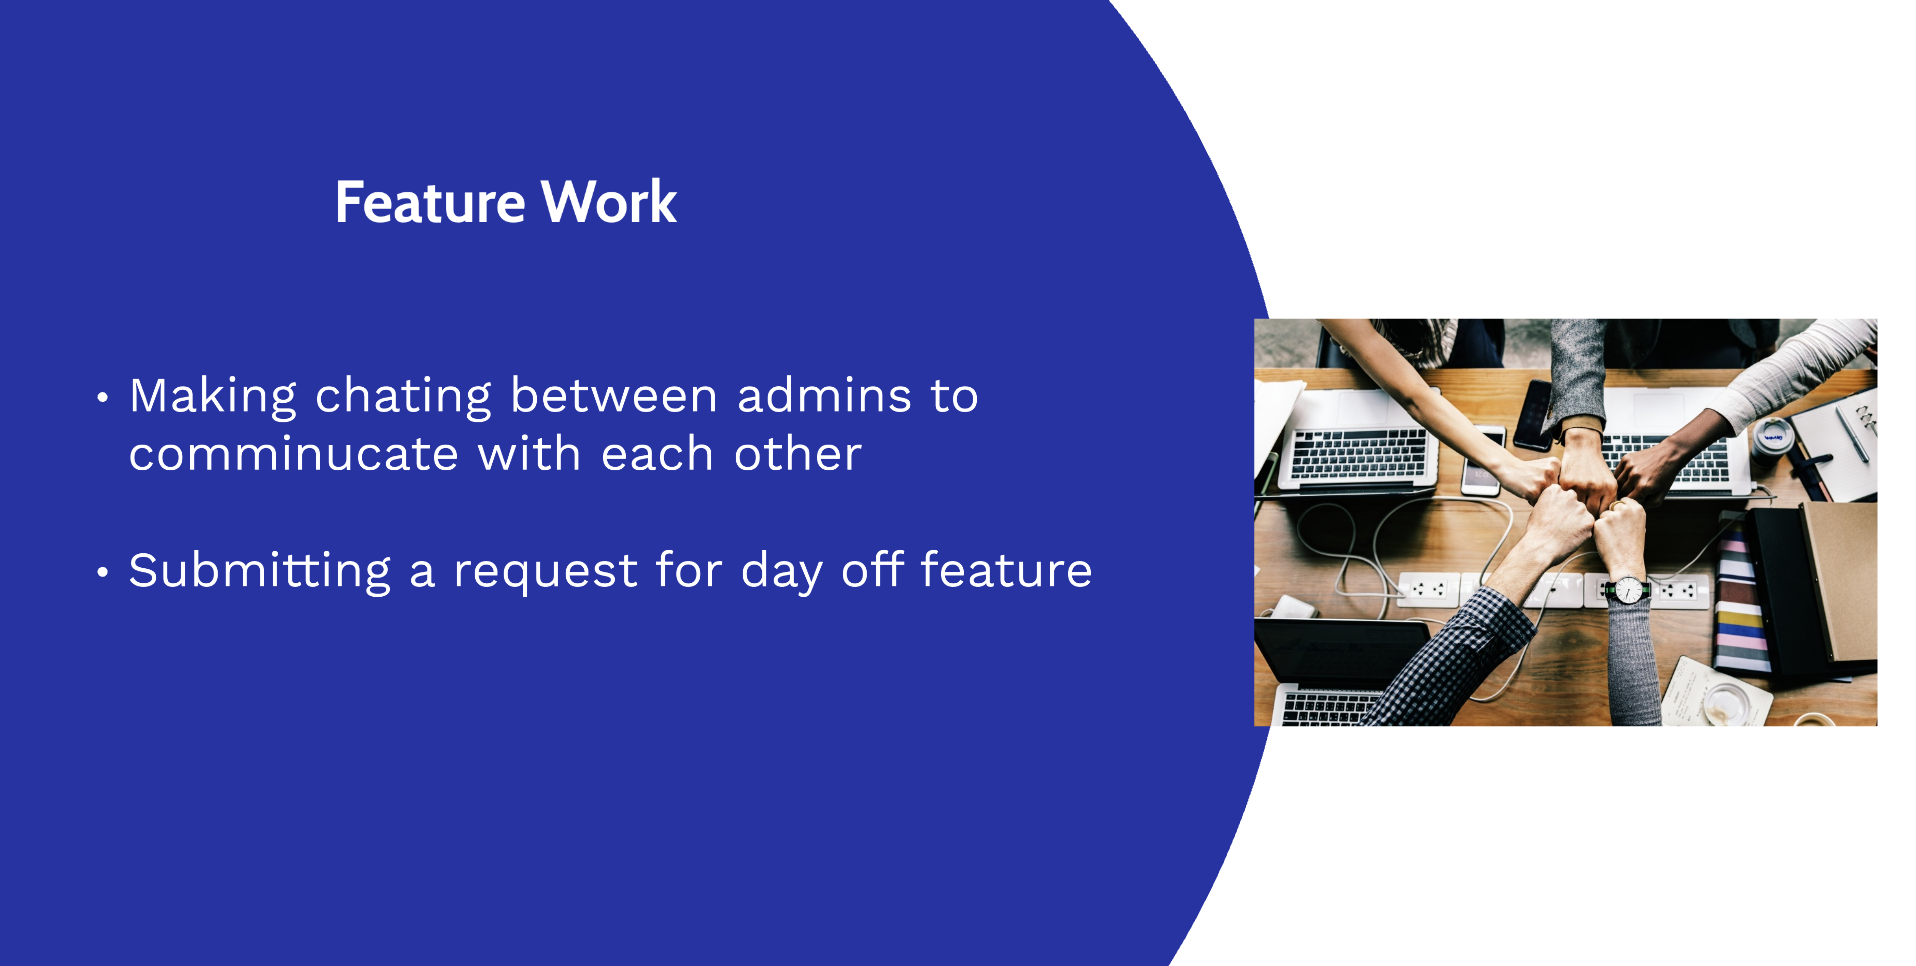 Feature Work
• Making chating between admins to
comminucate with each other
• Submitting a request for day off feature